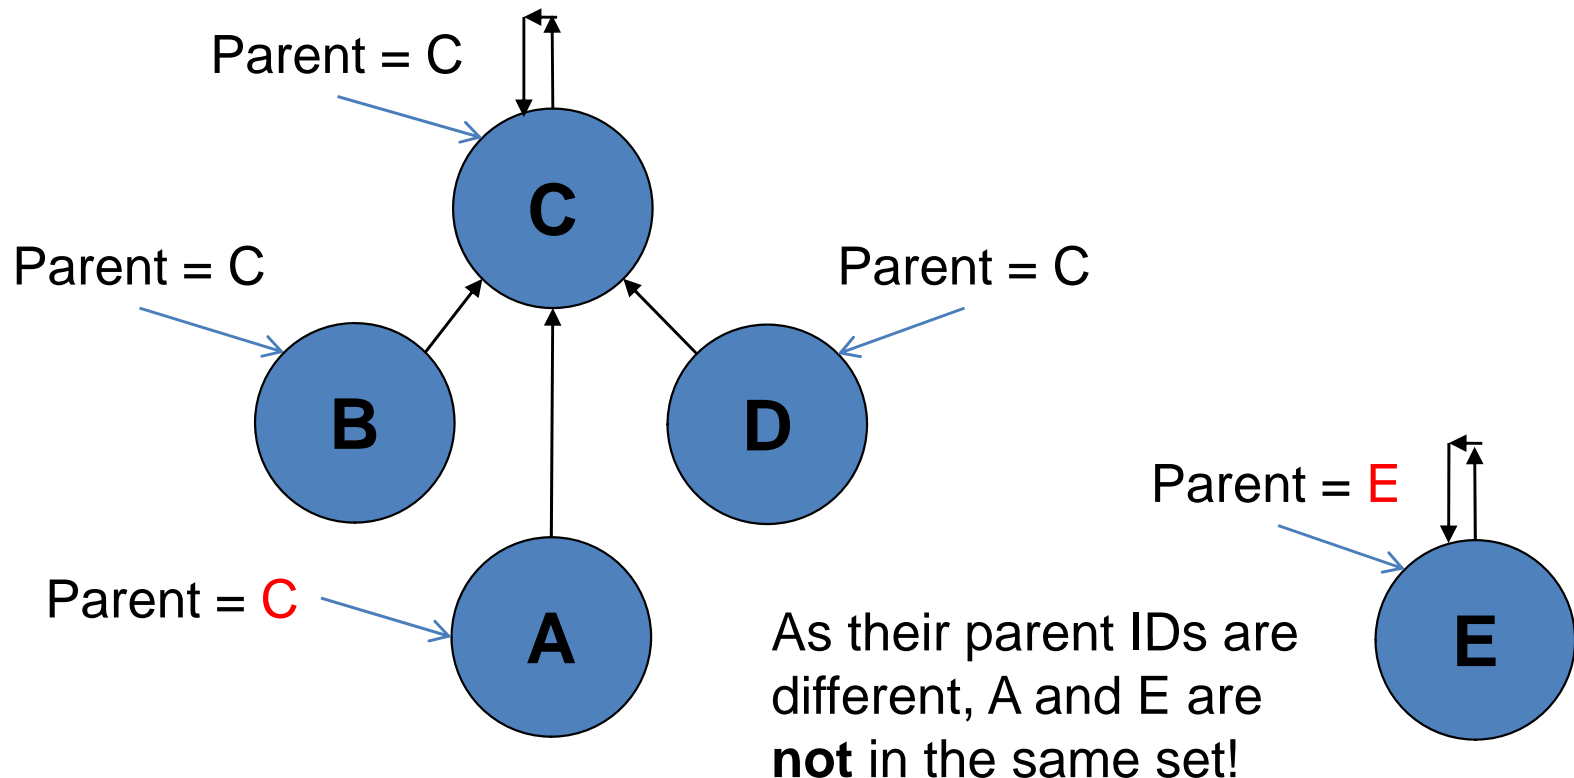 Parent = C
C
Parent = C
Parent = C
B
D
Parent = E
Parent = C
A
E
As their parent IDs are
different, A and E are
not in the same set!